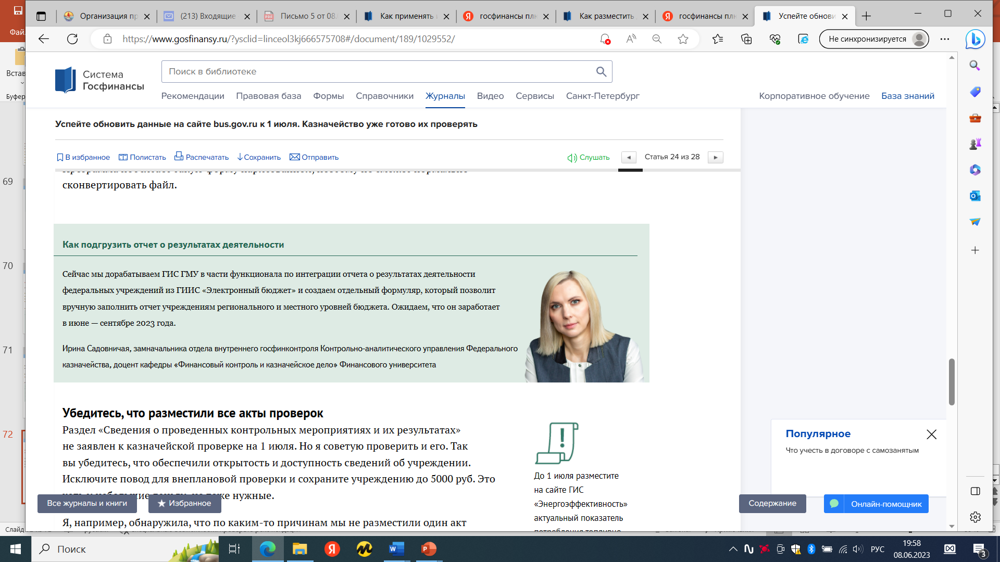 Организация пр
(213) Входящие
Письмо 5 от 08.
Как применять и
госфинансы плн
Как разместить
госфинансы плн
Успейте обнови
Фай
https://www.gosfinansy.ru/?ysclid=linceol3kj666575708#/document/189/1029552/
Не синхронизируется
Встав
Буфер
69
70
71
72
Система
Госфинансы
Поиск в библиотеке
Рекомендации Правовая база Формы Справочники Журналы Видео Сервисы Санкт-Петербург Корпоративное обучение База знаний
Успейте обновить данные на сайте bus.gov.ru к 1 июля. Казначейство уже готово их проверять
В избранное Полистать Распечатать Сохранить Отправить Слушать Статья 24 из 28
сконвертировать файл.
Как подгрузить отчет о результатах деятельности
Сейчас мы дорабатываем ГИС ГМУ в части функционала по интеграции отчета о результатах деятельности
федеральных учреждений из ГИИС «Электронный бюджет» и создаем отдельный формуляр, который позволит
вручную заполнить отчет учреждениям регионального и местного уровней бюджета. Ожидаем, что он заработает
в июне — сентябре 2023 года.
Ирина Садовничая, замначальника отдела внутреннего госфинконтроля Контрольно-аналитического управления Федерального
казначейства, доцент кафедры «Финансовый контроль и казначейское дело» Финансового университета
Убедитесь, что разместили все акты проверок
Раздел «Сведения о проведенных контрольных мероприятиях и их результатах»
не заявлен к казначейской проверке на 1 июля. Но я советую проверить и его. Так
вы убедитесь, что обеспечили открытость и доступность сведений об учреждении.
Исключите повод для внеплановой проверки и сохраните учреждению до 5000 руб. Это
нужные.
Я, например, обнаружила, что по каким-то причинам мы не разместили один акт
До 1 июля разместите
на сайте ГИС
«Энергоэффективность»
актуальный показатель
Популярное
Что учесть в договоре с самозанятым
Все журналы и книги
Избранное
Содержание
Онлайн-помощник
Слайд
Поиск
РУС
19:58
08.06.2023
3